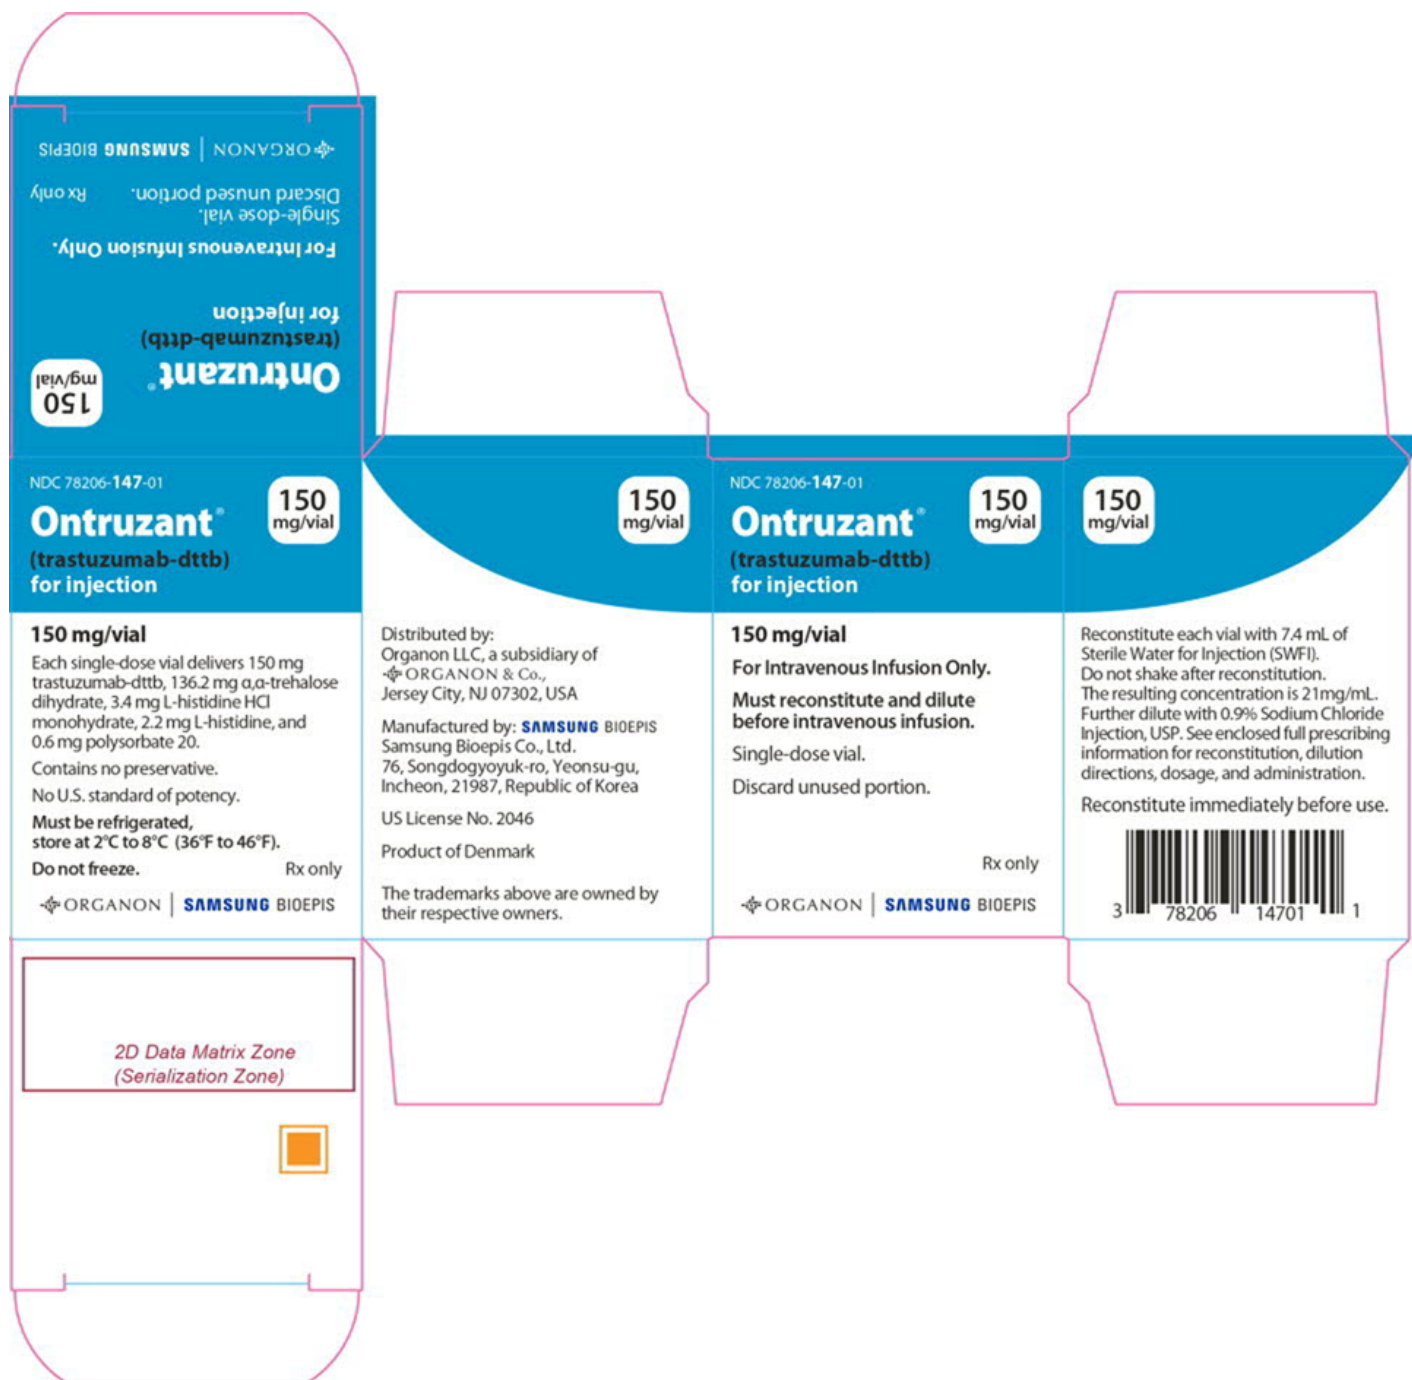 ORGANON | SAMSUNG BIOEPIS
Single-dose vial.
Discard unused portion. Rx only
For Intravenous Infusion Only.
Ontruzant®
(trastuzumab-dttb)
for injection
150
mg/vial
NDC 78206-147-01
Ontruzant®
(trastuzumab-dttb)
for injection
150
mg/vial
150 mg/vial
Each single-dose vial delivers 150 mg
trastuzumab-dttb, 136.2 mg α,α-trehalose
dihydrate, 3.4 mg L-histidine HCl
monohydrate, 2.2 mg L-histidine, and
0.6 mg polysorbate 20.
Contains no preservative.
No U.S. standard of potency.
Must be refrigerated,
store at 2°C to 8°C (36°F to 46°F).
Do not freeze. Rx only
ORGANON | SAMSUNG BIOEPIS
150
mg/vial
Distributed by:
Organon LLC, a subsidiary of
ORGANON & Co.,
Jersey City, NJ 07302, USA
Manufactured by: SAMSUNG BIOEPIS
Samsung Bioepis Co., Ltd.
76, Songdogyoyuk-ro, Yeonsu-gu,
Incheon, 21987, Republic of Korea
US License No. 2046
Product of Denmark
The trademarks above are owned by
their respective owners.
NDC 78206-147-01
Ontruzant®
(trastuzumab-dttb)
for injection
150
mg/vial
150 mg/vial
For Intravenous Infusion Only.
Must reconstitute and dilute
before intravenous infusion.
Single-dose vial.
Discard unused portion.
Rx only
ORGANON | SAMSUNG BIOEPIS
150
mg/vial
Reconstitute each vial with 7.4 mL of
Sterile Water for Injection (SWFI).
Do not shake after reconstitution.
The resulting concentration is 21mg/mL.
Further dilute with 0.9% Sodium Chloride
Injection, USP. See enclosed full prescribing
information for reconstitution, dilution
directions, dosage, and administration.
Reconstitute immediately before use.
3 78206 14701 1
2D Data Matrix Zone
(Serialization Zone)